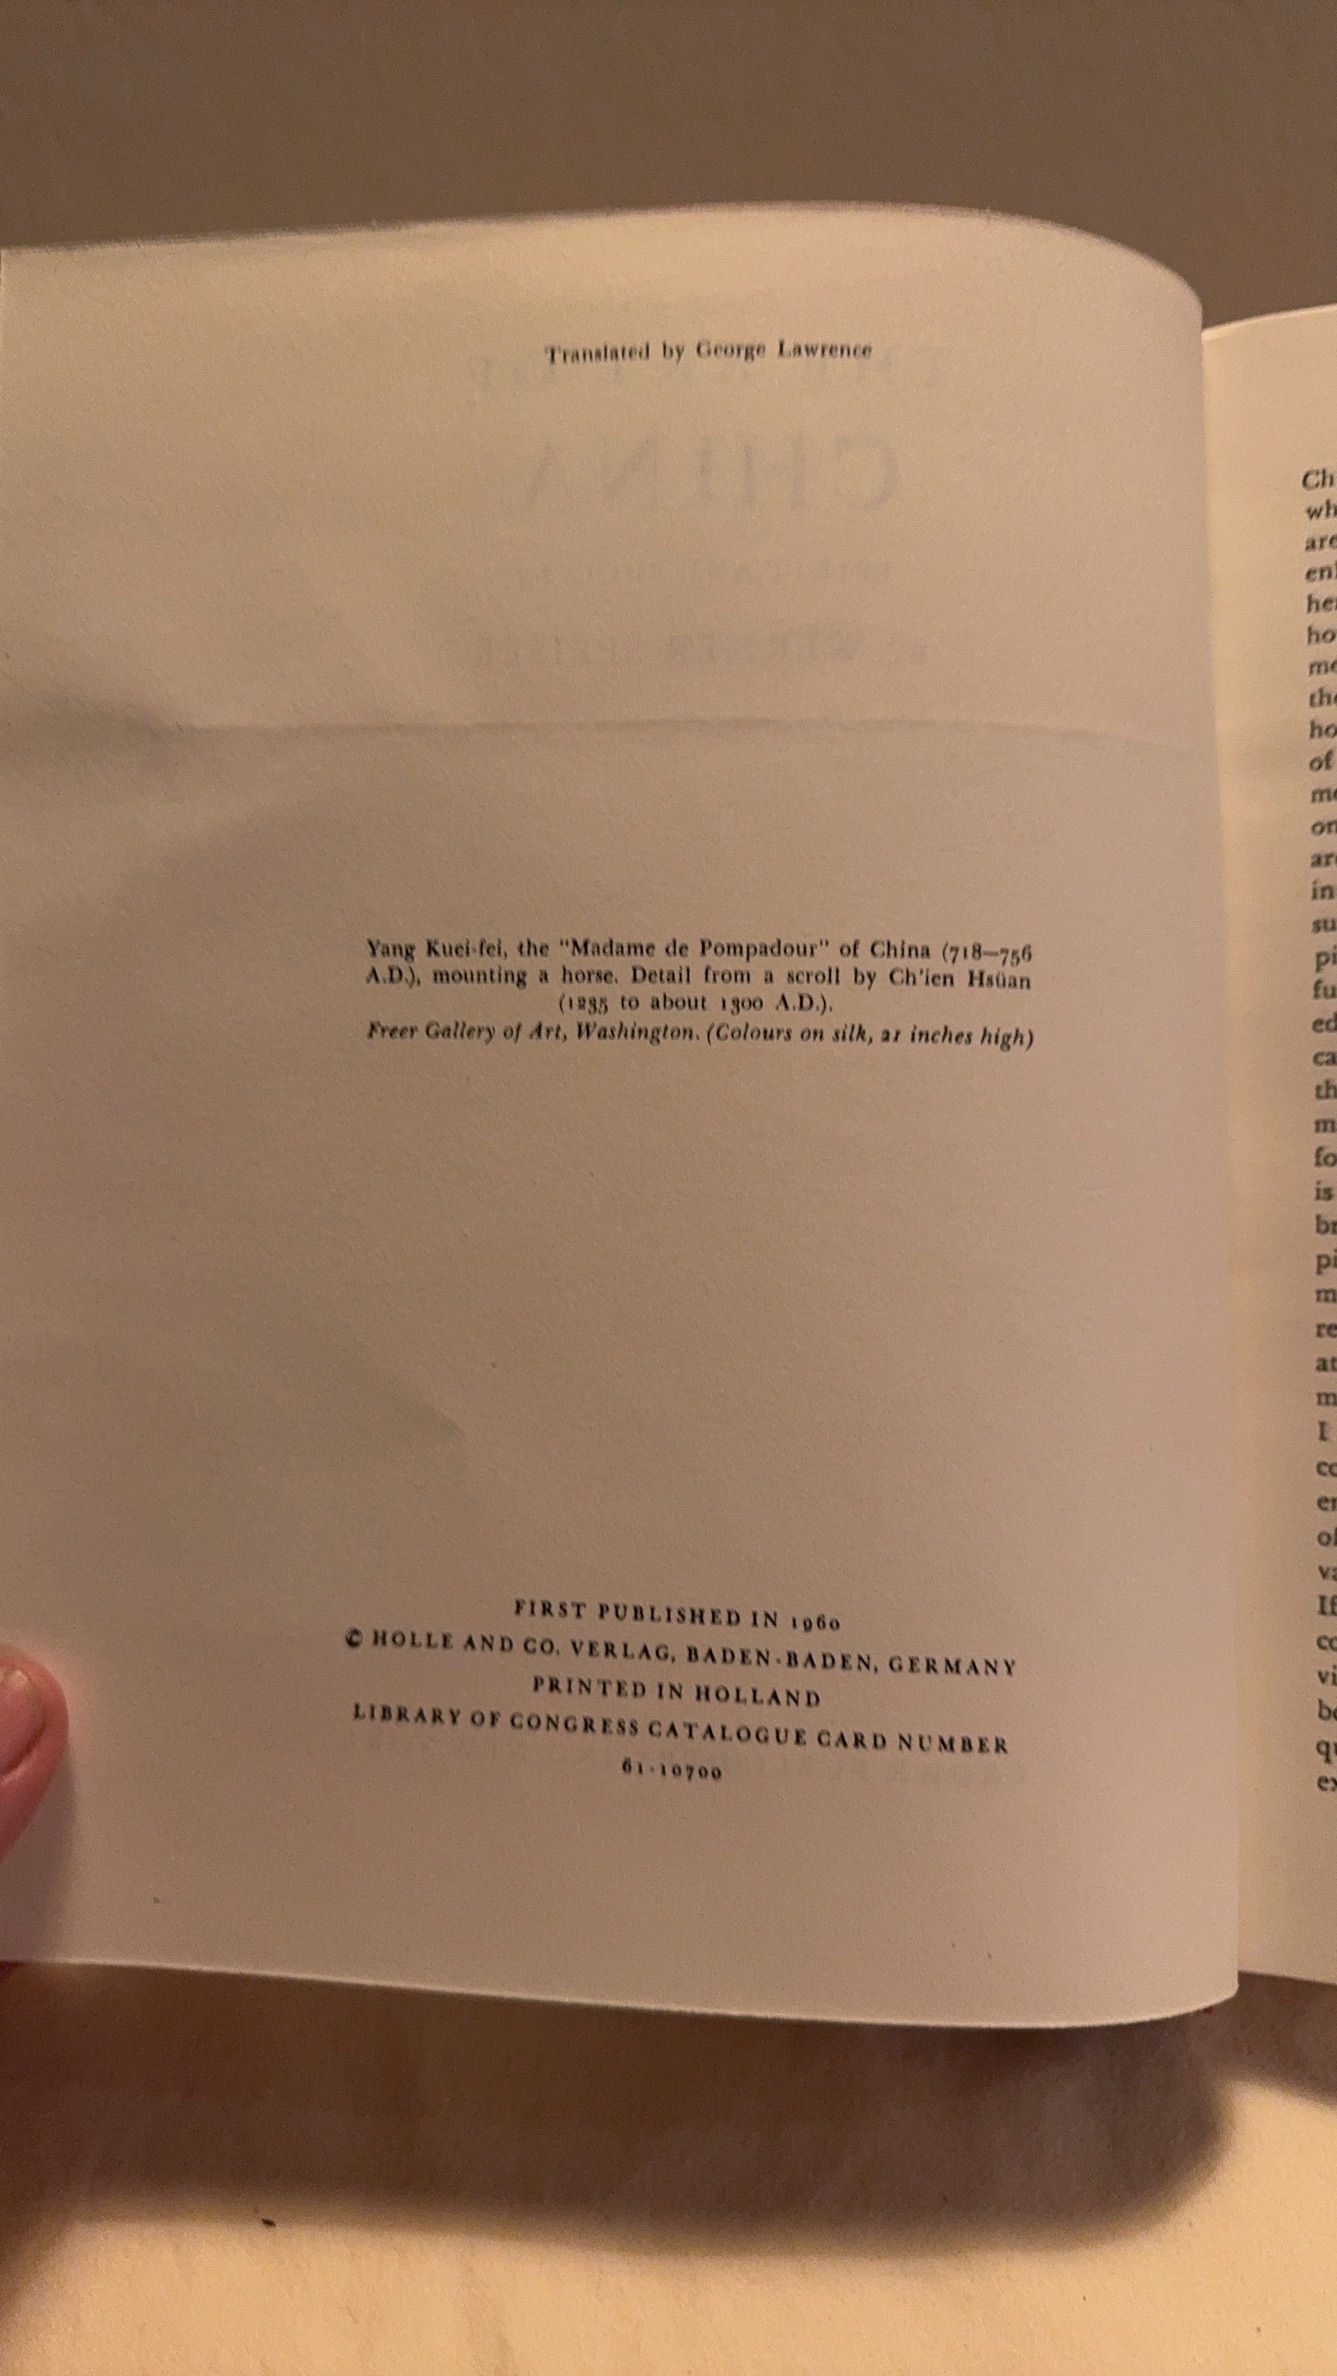 Translated by George Lawrence
CHINA
Yang Kuei-fei, the "Madame de Pompadour" of China (718—756
A.D.), mounting a horse. Detail from a scroll by Ch'ien Hsüan
(1235 to about 1300 A.D.).
Freer Gallery of Art, Washington. (Colours on silk, 21 inches high)
FIRST PUBLISHED IN 1960
© HOLLE AND CO. VERLAG, BADEN-BADEN, GERMANY
PRINTED IN HOLLAND
LIBRARY OF CONGRESS CATALOGUE CARD NUMBER
61-10700